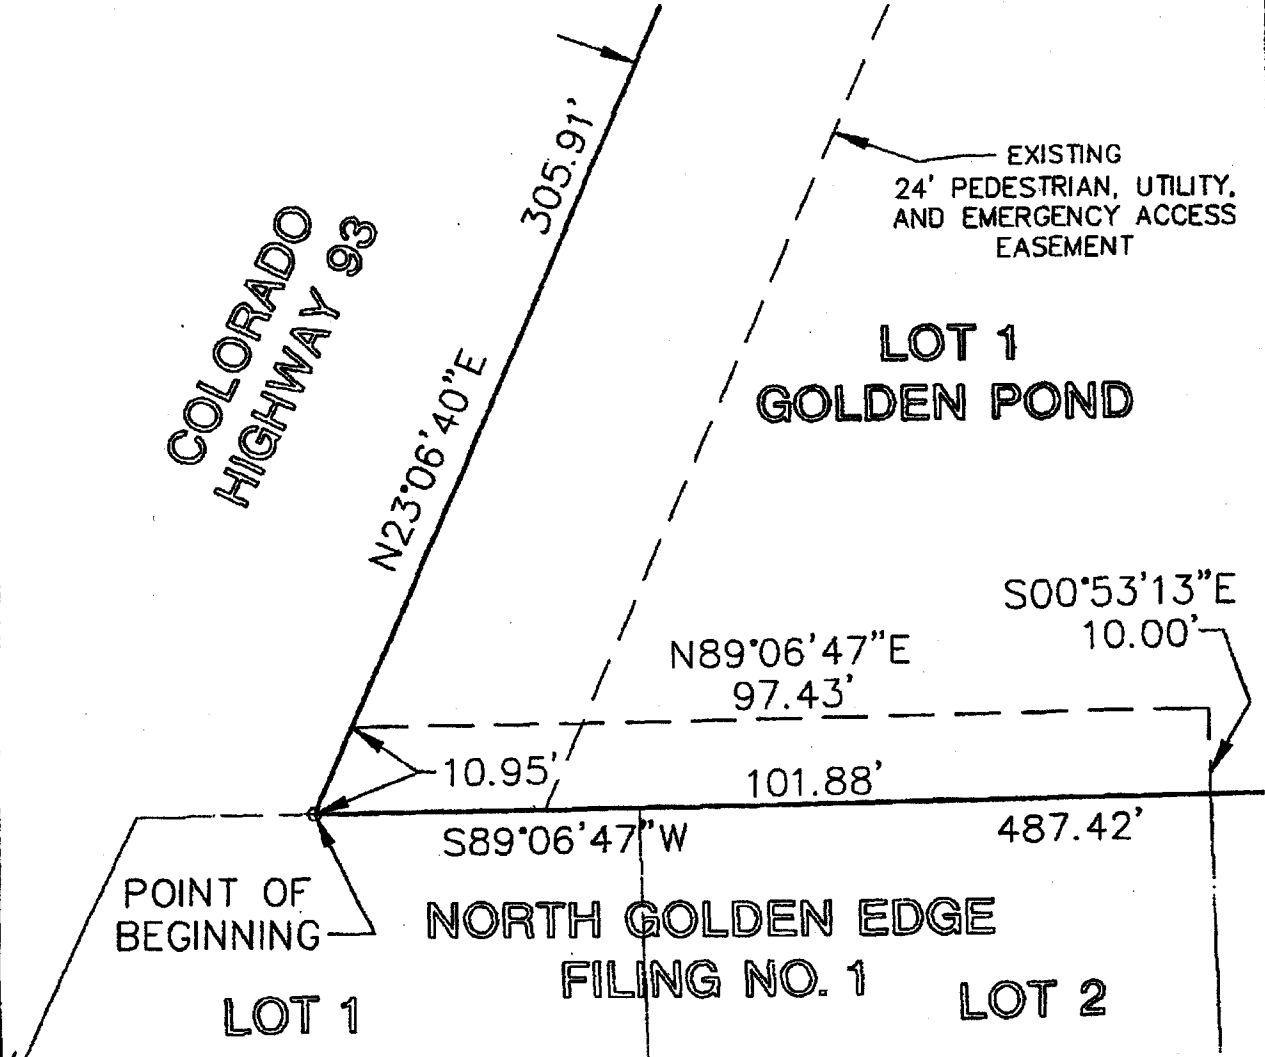 305.91'
EXISTING
24' PEDESTRIAN, UTILITY,
AND EMERGENCY ACCESS
EASEMENT
COLORADO
HIGHWAY 93
LOT 1
GOLDEN POND
N23°06'40"E
S00°53'13"E
10.00'
N89°06'47"E
97.43'
10.95'
101.88'
S89°06'47"W
487.42'
POINT OF
BEGINNING
NORTH GOLDEN EDGE
FILING NO. 1
LOT 1
LOT 2